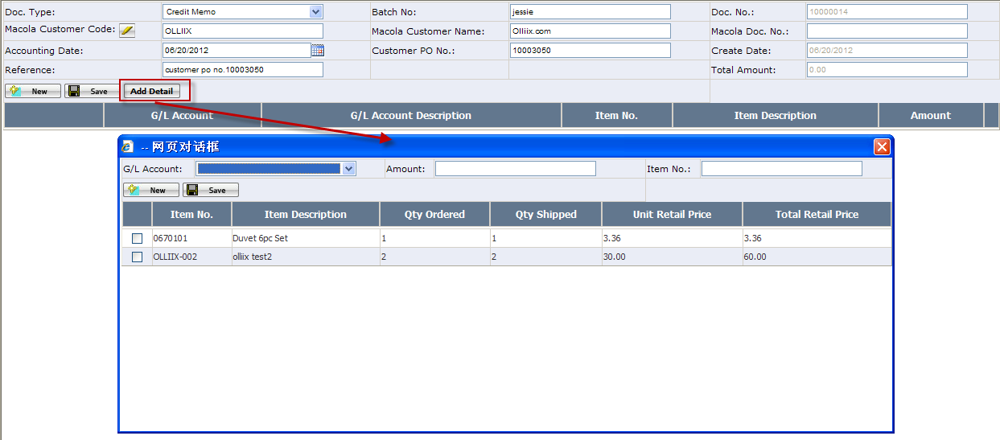 Doc. Type: Credit Memo Batch No: jessie Doc. No.: 10000014
Macola Customer Code: OLLIIX Macola Customer Name: Olliix.com Macola Doc. No.:
Accounting Date: 06/20/2012 Customer PO No.: 10003050 Create Date: 06/20/2012
Reference: customer po no.10003050 Total Amount: 0.00
New Save Add Detail
G/L Account G/L Account Description Item No. Item Description Amount
-- 网页对话框
G/L Account: Amount: Item No.:
New Save
Item No. Item Description Qty Ordered Qty Shipped Unit Retail Price Total Retail Price
0670101 Duvet 6pc Set 1 1 3.36 3.36
OLLIIX-002 olliix test2 2 2 30.00 60.00